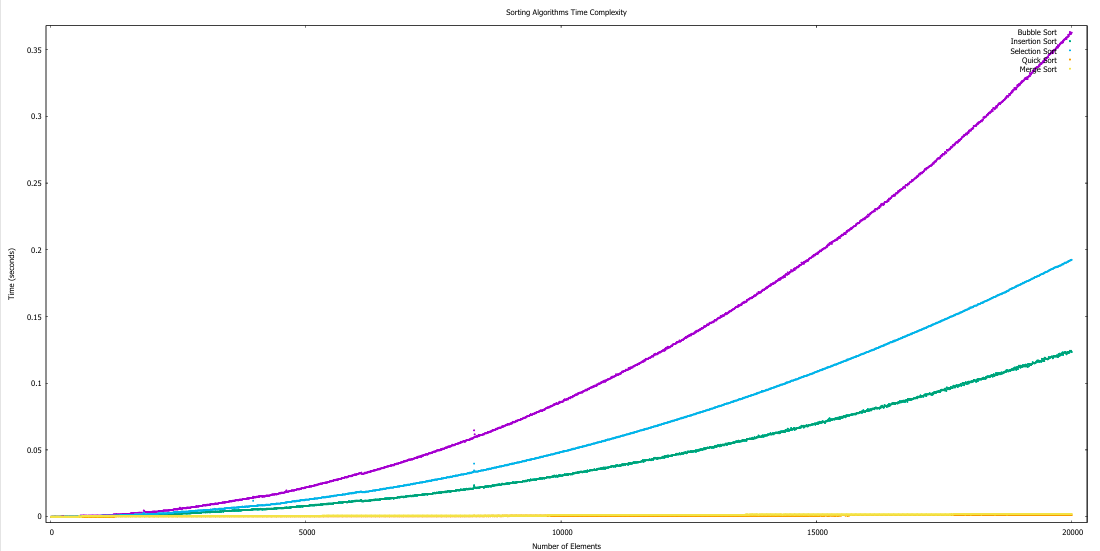 Sorting Algorithms Time Complexity
Bubble Sort
Insertion Sort
Selection Sort
Quick Sort
Merge Sort
0.35
0.3
0.25
0.2
0.15
0.1
0.05
0
Time (seconds)
0
5000
10000
15000
20000
Number of Elements